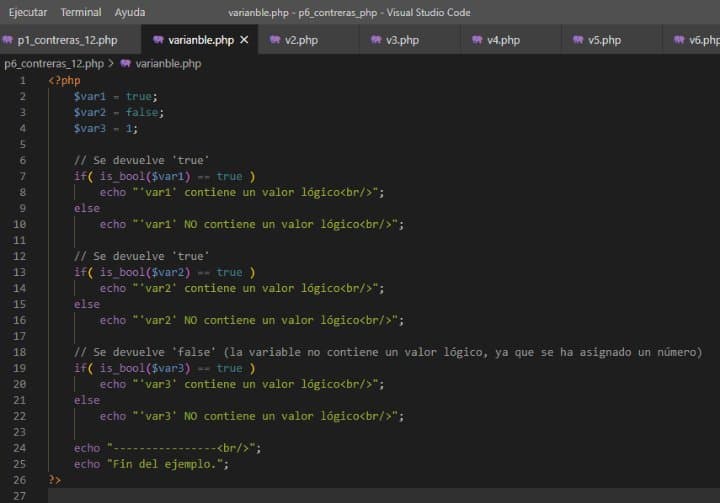 Ejecutar Terminal Ayuda varianble.php - p6_contreras_php - Visual Studio Code
p1_contreras_12.php varianble.php × v2.php v3.php v4.php v5.php v6.php
p6_contreras_12.php > varianble.php
1 <?php
2 $var1 = true;
3 $var2 = false;
4 $var3 = 1;
5
6 // Se devuelve 'true'
7 if( is_bool($var1) == true )
8 echo "'var1' contiene un valor lógico<br/>";
9 else
10 echo "'var1' NO contiene un valor lógico<br/>";
11
12 // Se devuelve 'true'
13 if( is_bool($var2) == true )
14 echo "'var2' contiene un valor lógico<br/>";
15 else
16 echo "'var2' NO contiene un valor lógico<br/>";
17
18 // Se devuelve 'false' (la variable no contiene un valor lógico, ya que se ha asignado un número)
19 if( is_bool($var3) == true )
20 echo "'var3' contiene un valor lógico<br/>";
21 else
22 echo "'var3' NO contiene un valor lógico<br/>";
23
24 echo "----------------<br/>";
25 echo "Fin del ejemplo.";
26 ?>
27